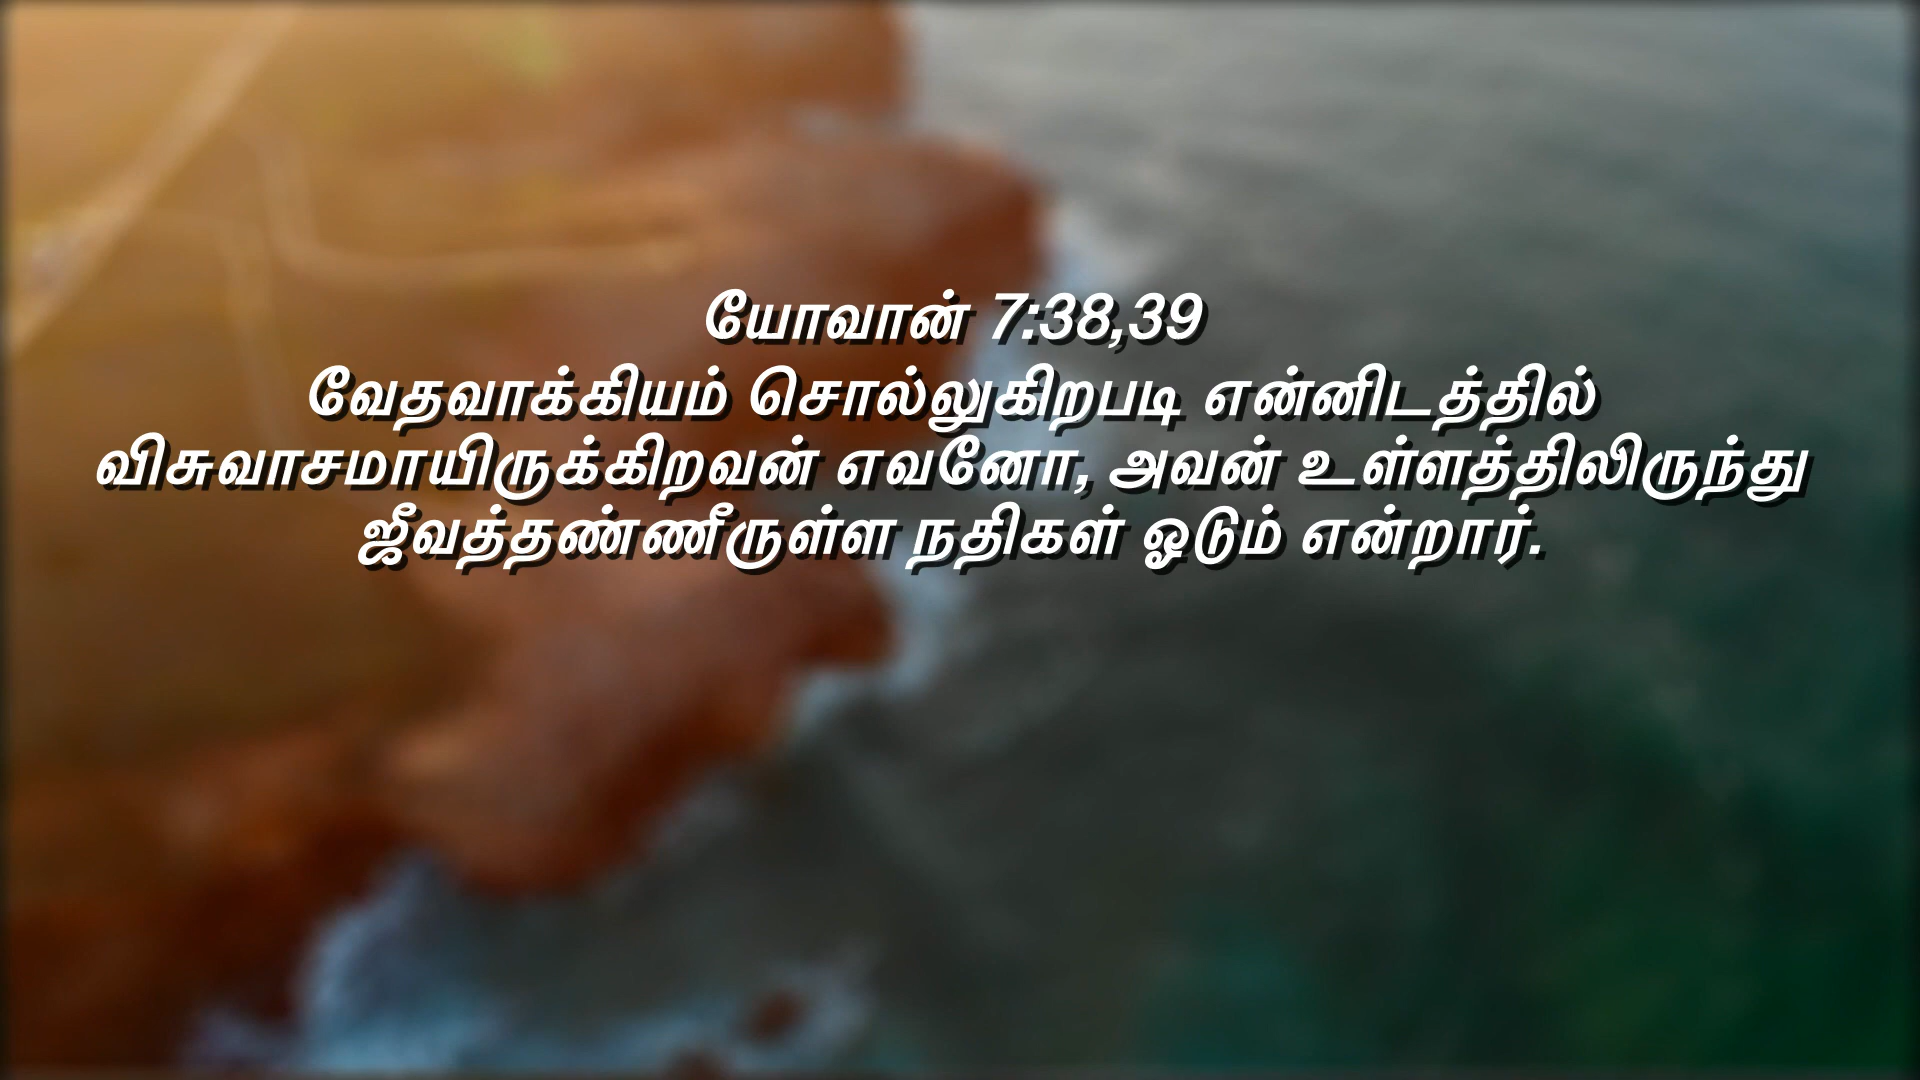 யோவான் 7:38,39
வேதவாக்கியம் சொல்லுகிறபடி என்னிடத்தில்
விசுவாசமாயிருக்கிறவன் எவனோ, அவன் உள்ளத்திலிருந்து
ஜீவத்தண்ணீருள்ள நதிகள் ஓடும் என்றார்.